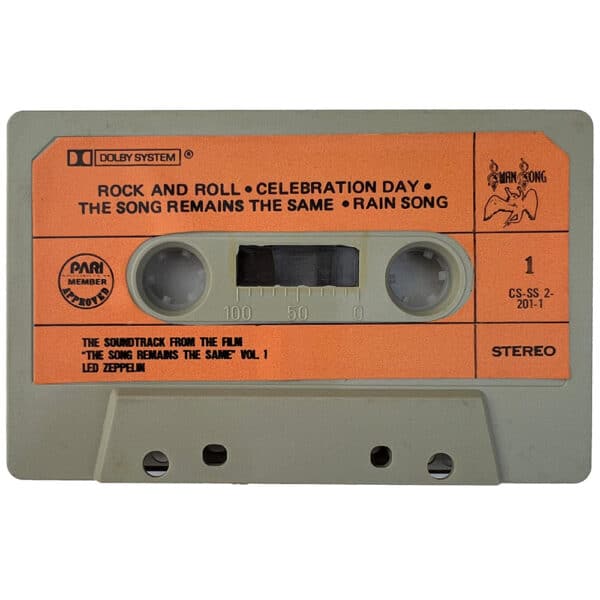 DOLBY SYSTEM ®
ROCK AND ROLL • CELEBRATION DAY •
THE SONG REMAINS THE SAME • RAIN SONG
SWAN SONG
PARI
MEMBER
APPROVED
100 50 0
1
CS-SS 2-
201-1
THE SOUNDTRACK FROM THE FILM
"THE SONG REMAINS THE SAME" VOL. 1
LED ZEPPELIN
STEREO